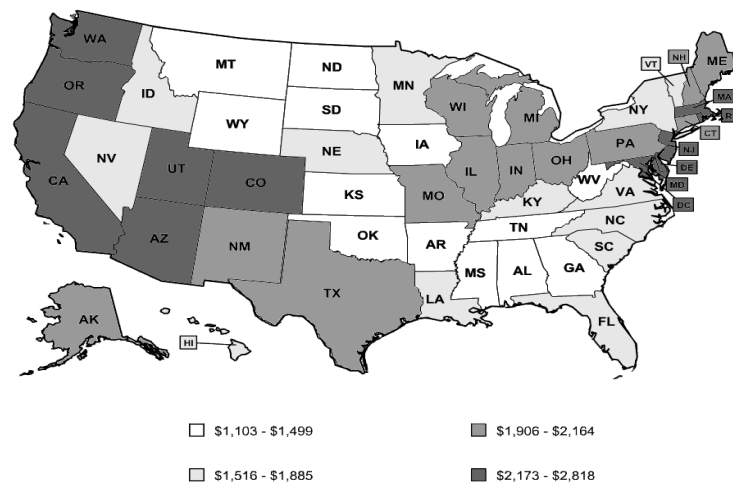 WA
MT
ND
MN
VT
NH
ME
OR
ID
SD
WI
MI
NY
MA
WY
IA
PA
CT
NV
NE
IL
IN
OH
NJ
UT
CO
DE
CA
KS
MO
WV
VA
MD
KY
DC
AZ
NM
OK
AR
TN
NC
SC
TX
MS
AL
GA
LA
AK
HI
FL
$1,103 - $1,499
$1,906 - $2,164
$1,516 - $1,885
$2,173 - $2,818